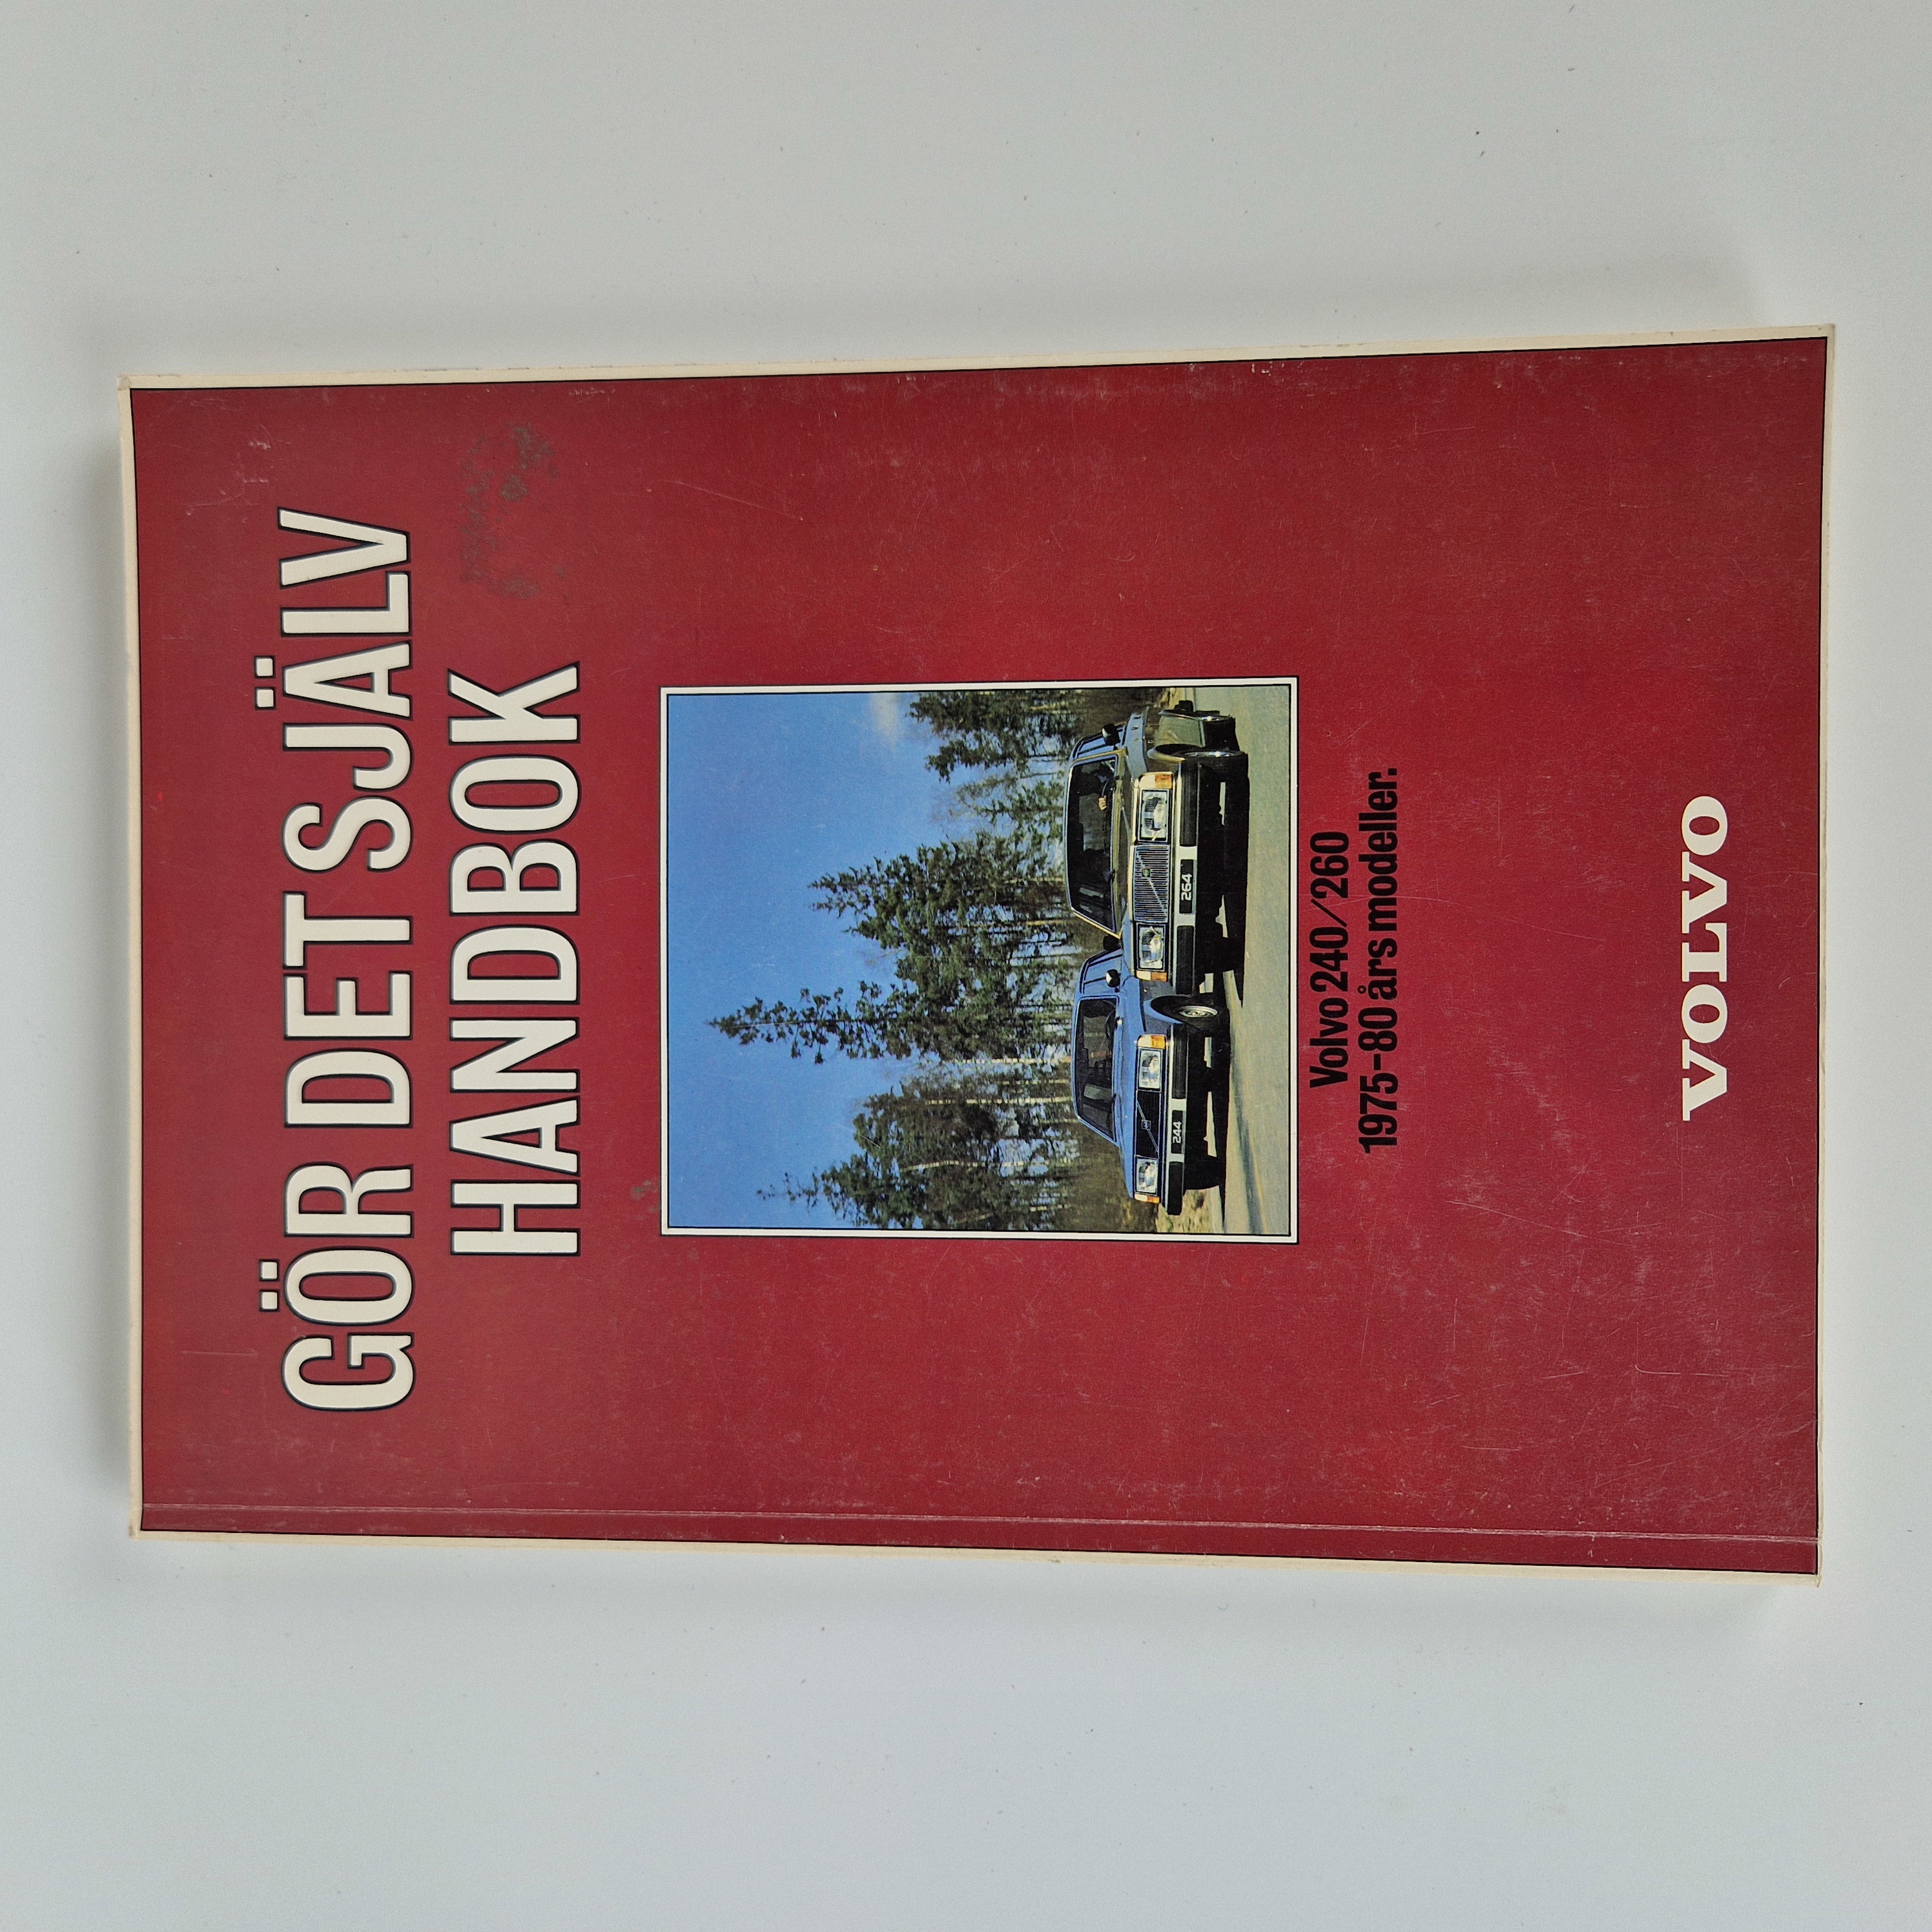 GÖR DET SJÄLV
HANDBOK
244
264
Volvo 240/260
1975-80 års modeller.
VOLVO